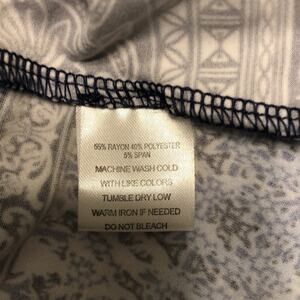 55% RAYON 40% POLYESTER
5% SPAN
MACHINE WASH COLD
WITH LIKE COLORS
TUMBLE DRY LOW
WARM IRON IF NEEDED
DO NOT BLEACH